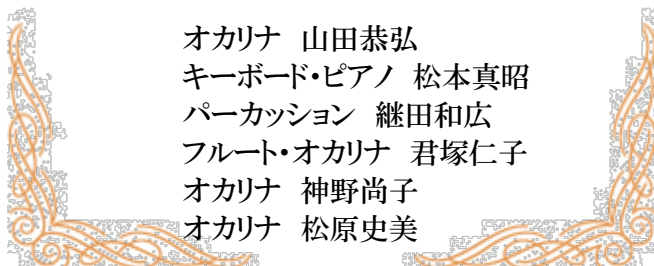 オカリナ　山田恭弘
キーボード・ピアノ　松本真昭
パーカッション　継田和広
フルート・オカリナ　君塚仁子
オカリナ　神野尚子
オカリナ　松原史美